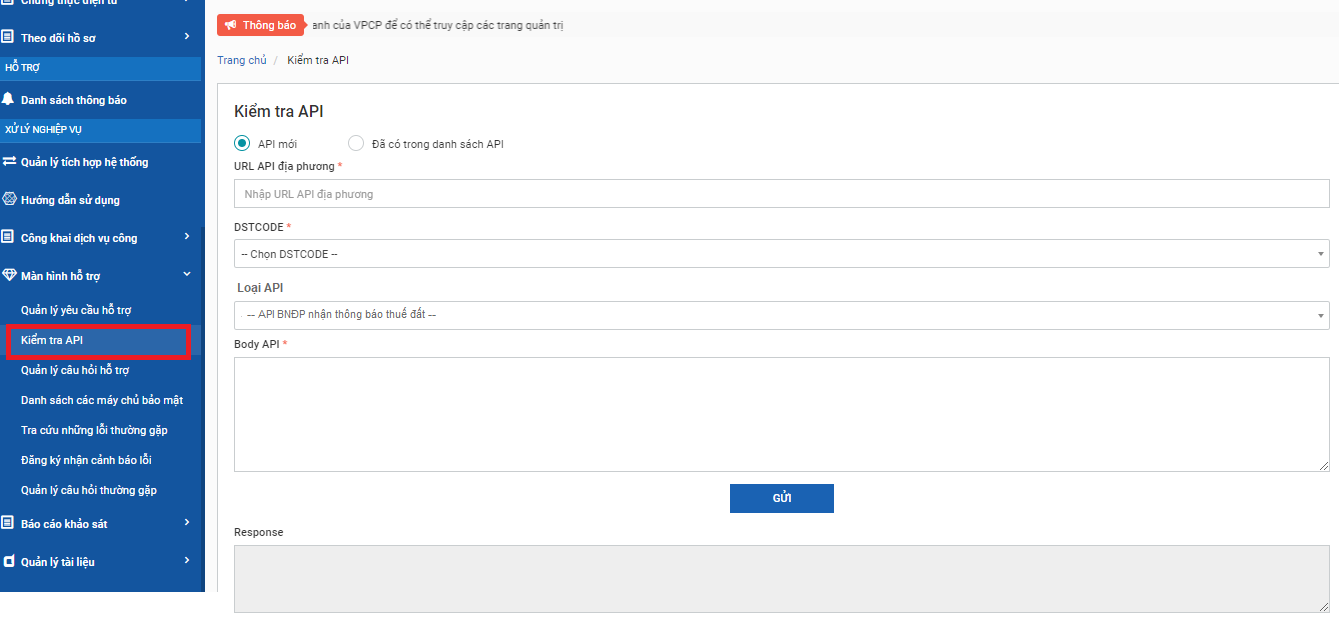 Chứng thực điện tử
Theo dõi hồ sơ
HỖ TRỢ
Danh sách thông báo
XỬ LÝ NGHIỆP VỤ
Quản lý tích hợp hệ thống
Hướng dẫn sử dụng
Công khai dịch vụ công
Màn hình hỗ trợ
Quản lý yêu cầu hỗ trợ
Kiểm tra API
Quản lý câu hỏi hỗ trợ
Danh sách các máy chủ bảo mật
Tra cứu những lỗi thường gặp
Đăng ký nhận cảnh báo lỗi
Quản lý câu hỏi thường gặp
Báo cáo khảo sát
Quản lý tài liệu
Thông báo anh của VPCP để có thể truy cập các trang quản trị
Trang chủ / Kiểm tra API
Kiểm tra API
API mới Đã có trong danh sách API
URL API địa phương *
Nhập URL API địa phương
DSTCODE *
-- Chọn DSTCODE --
Loại API
-- API BNĐP nhận thông báo thuế đất --
Body API *
GỬI
Response